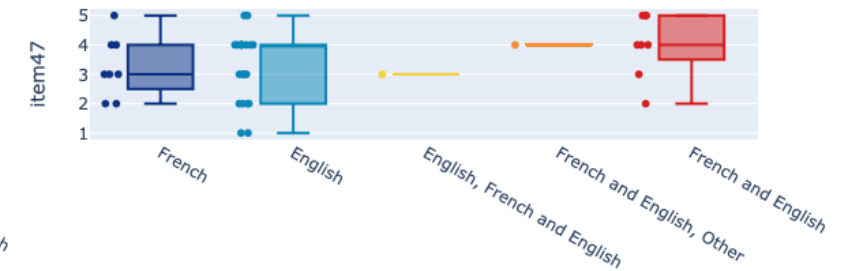 item47
5
4
3
2
1
French
English
English, French and English
French and English, Other
French and English
h